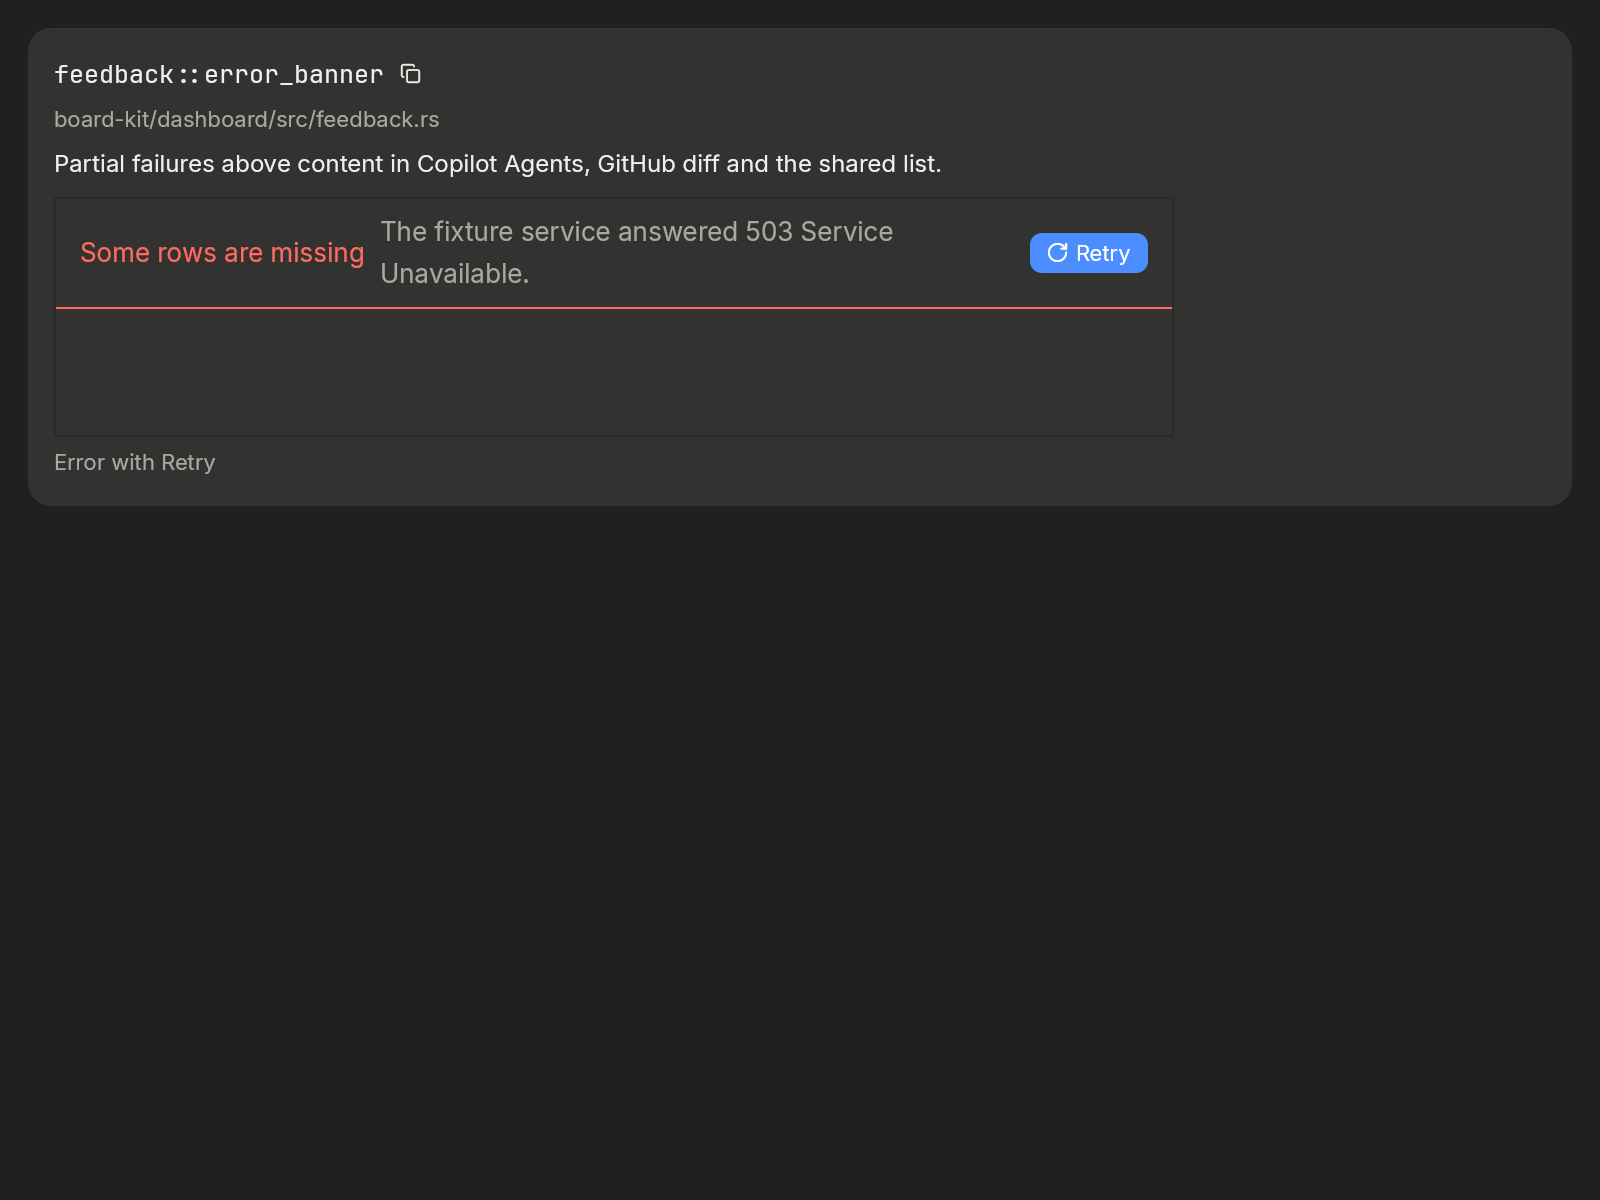 feedback::error_banner
board-kit/dashboard/src/feedback.rs
Partial failures above content in Copilot Agents, GitHub diff and the shared list.
Some rows are missing
The fixture service answered 503 Service
Unavailable.
Retry
Error with Retry